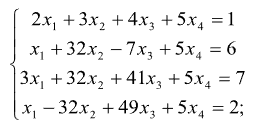 2x₁ + 3x₂ + 4x₃ + 5x₄ = 1
x₁ + 32x₂ − 7x₃ + 5x₄ = 6
3x₁ + 32x₂ + 41x₃ + 5x₄ = 7
x₁ − 32x₂ + 49x₃ + 5x₄ = 2;